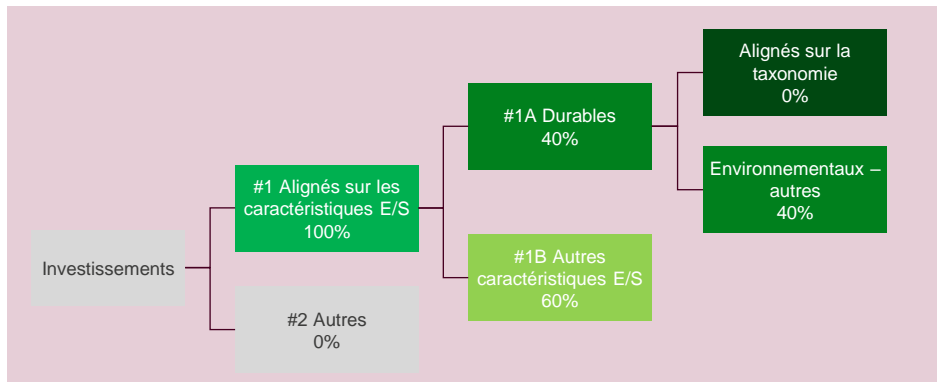 Investissements
#1 Alignés sur les
caractéristiques E/S
100%
#2 Autres
0%
#1A Durables
40%
#1B Autres
caractéristiques E/S
60%
Alignés sur la
taxonomie
0%
Environnementaux –
autres
40%